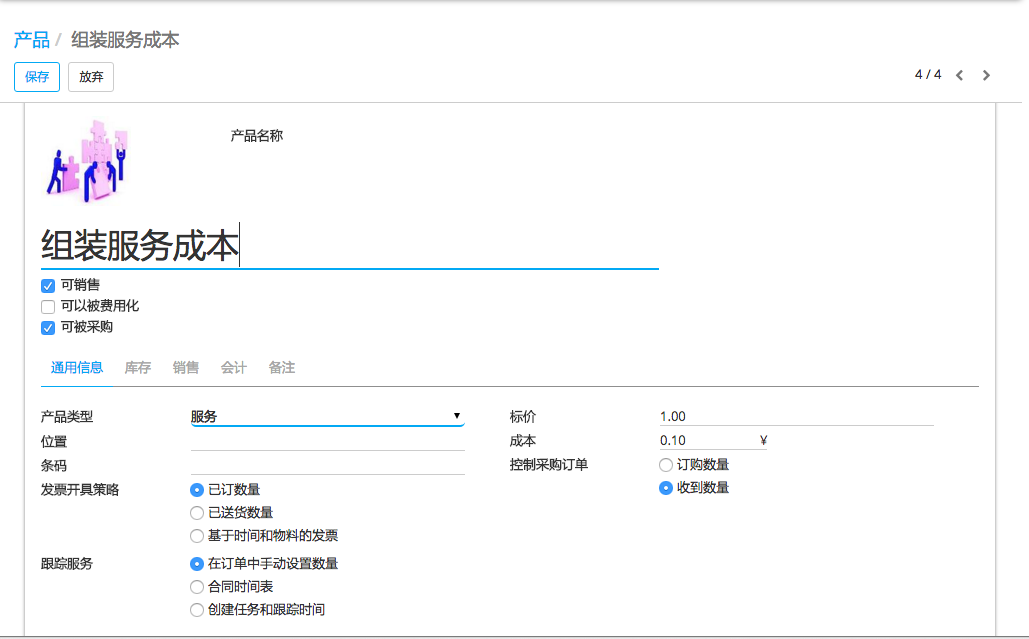 产品 / 组装服务成本
保存 放弃 4 / 4
产品名称
组装服务成本
可销售
可以被费用化
可被采购
通用信息 库存 销售 会计 备注
产品类型 服务 标价 1.00
位置 成本 0.10 ¥
条码 控制采购订单 订购数量
发票开具策略 已订数量 收到数量
已送货数量
基于时间和物料的发票
跟踪服务 在订单中手动设置数量
合同时间表
创建任务和跟踪时间